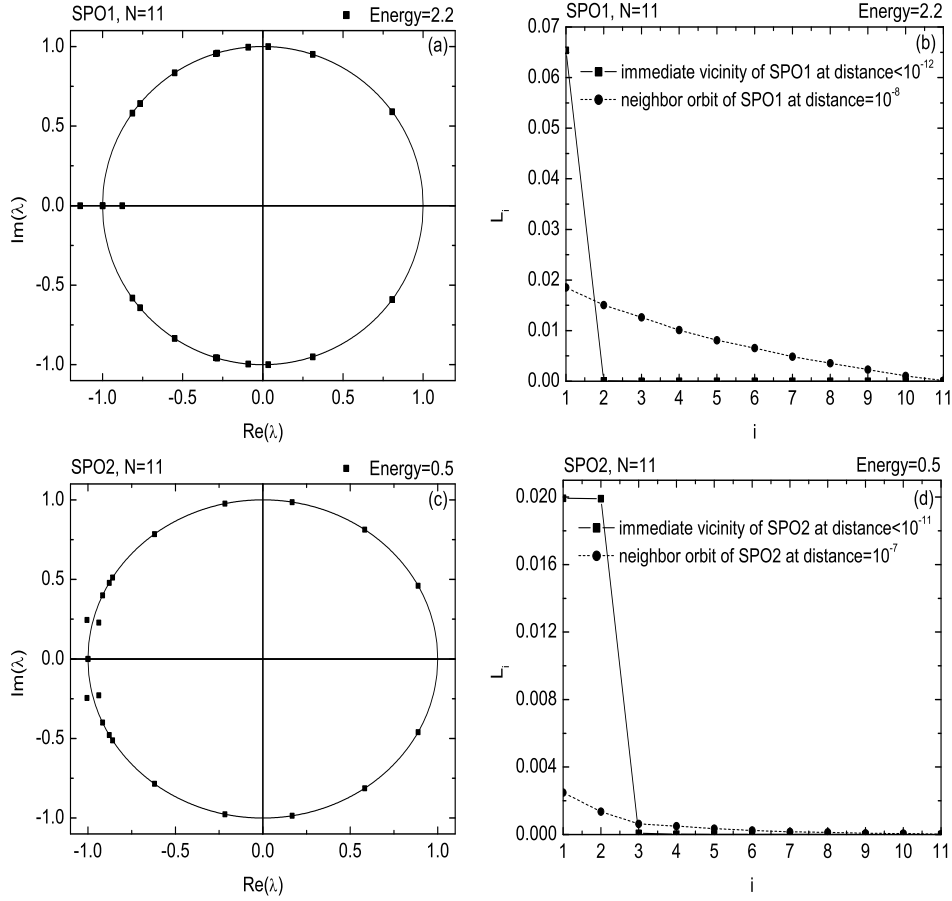 SPO1, N=11
Energy=2.2
(a)
1.0
0.5
0.0
-0.5
-1.0
Im(λ)
-1.0 -0.5 0.0 0.5 1.0
Re(λ)
SPO1, N=11
Energy=2.2
(b)
immediate vicinity of SPO1 at distance<10^-12
neighbor orbit of SPO1 at distance=10^-8
0.07
0.06
0.05
0.04
0.03
0.02
0.01
0.00
L_i
1 2 3 4 5 6 7 8 9 10 11
i
SPO2, N=11
Energy=0.5
(c)
1.0
0.5
0.0
-0.5
-1.0
Im(λ)
-1.0 -0.5 0.0 0.5 1.0
Re(λ)
SPO2, N=11
Energy=0.5
(d)
immediate vicinity of SPO2 at distance<10^-11
neighbor orbit of SPO2 at distance=10^-7
0.020
0.016
0.012
0.008
0.004
0.000
L_i
1 2 3 4 5 6 7 8 9 10 11
i